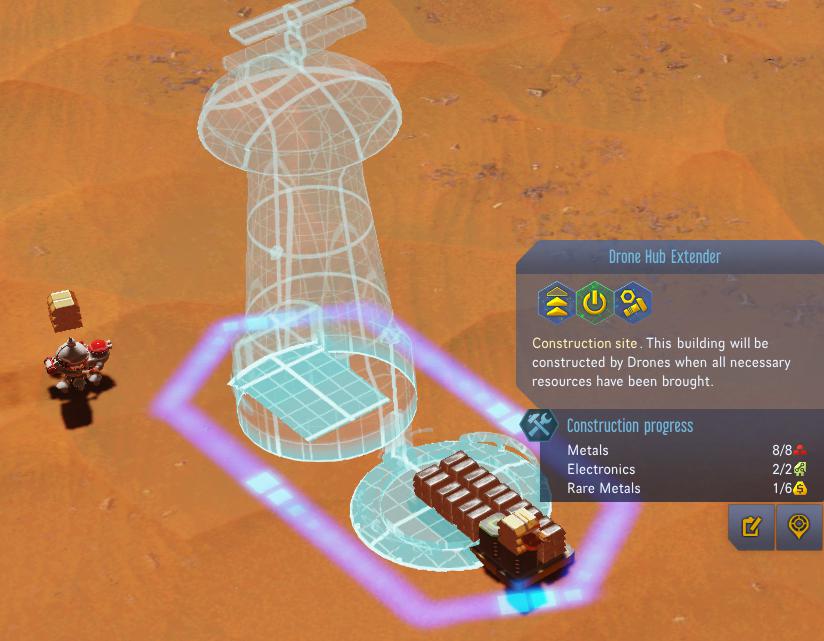 Drone Hub Extender
Construction site. This building will be
constructed by Drones when all necessary
resources have been brought.
Construction progress
Metals 8/8
Electronics 2/2
Rare Metals 1/6